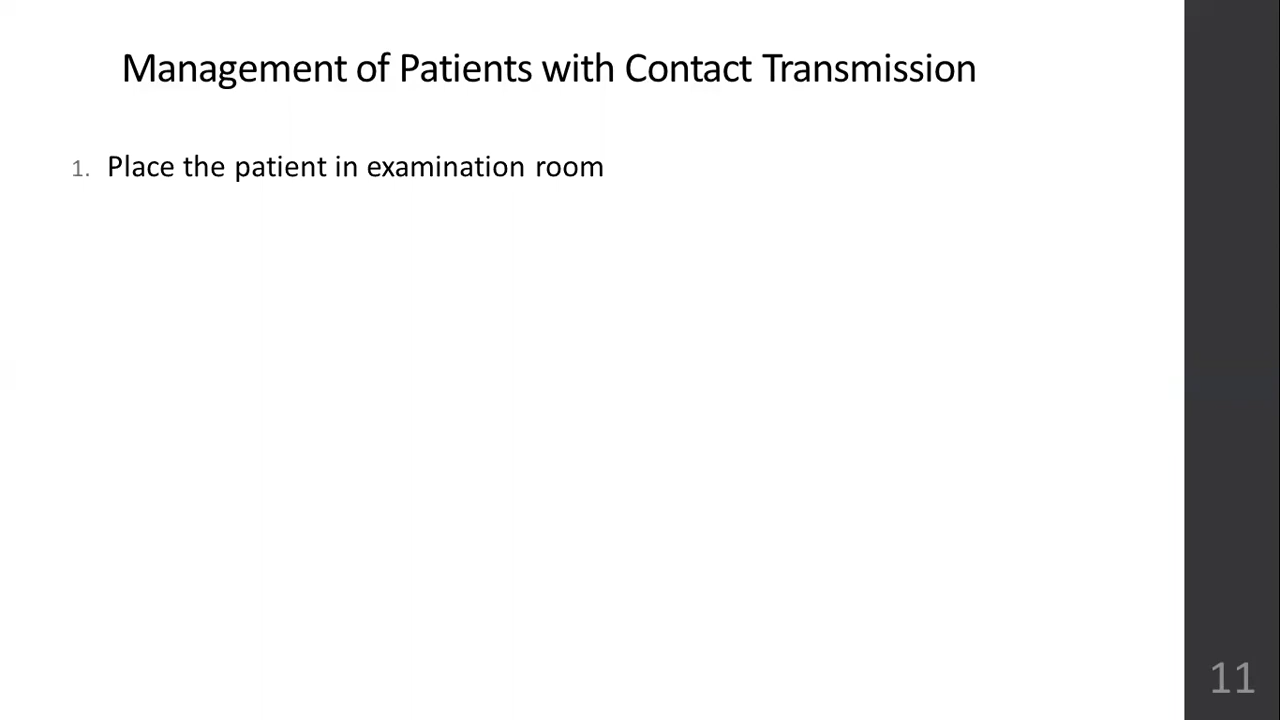 Management of Patients with Contact Transmission
1. Place the patient in examination room
11